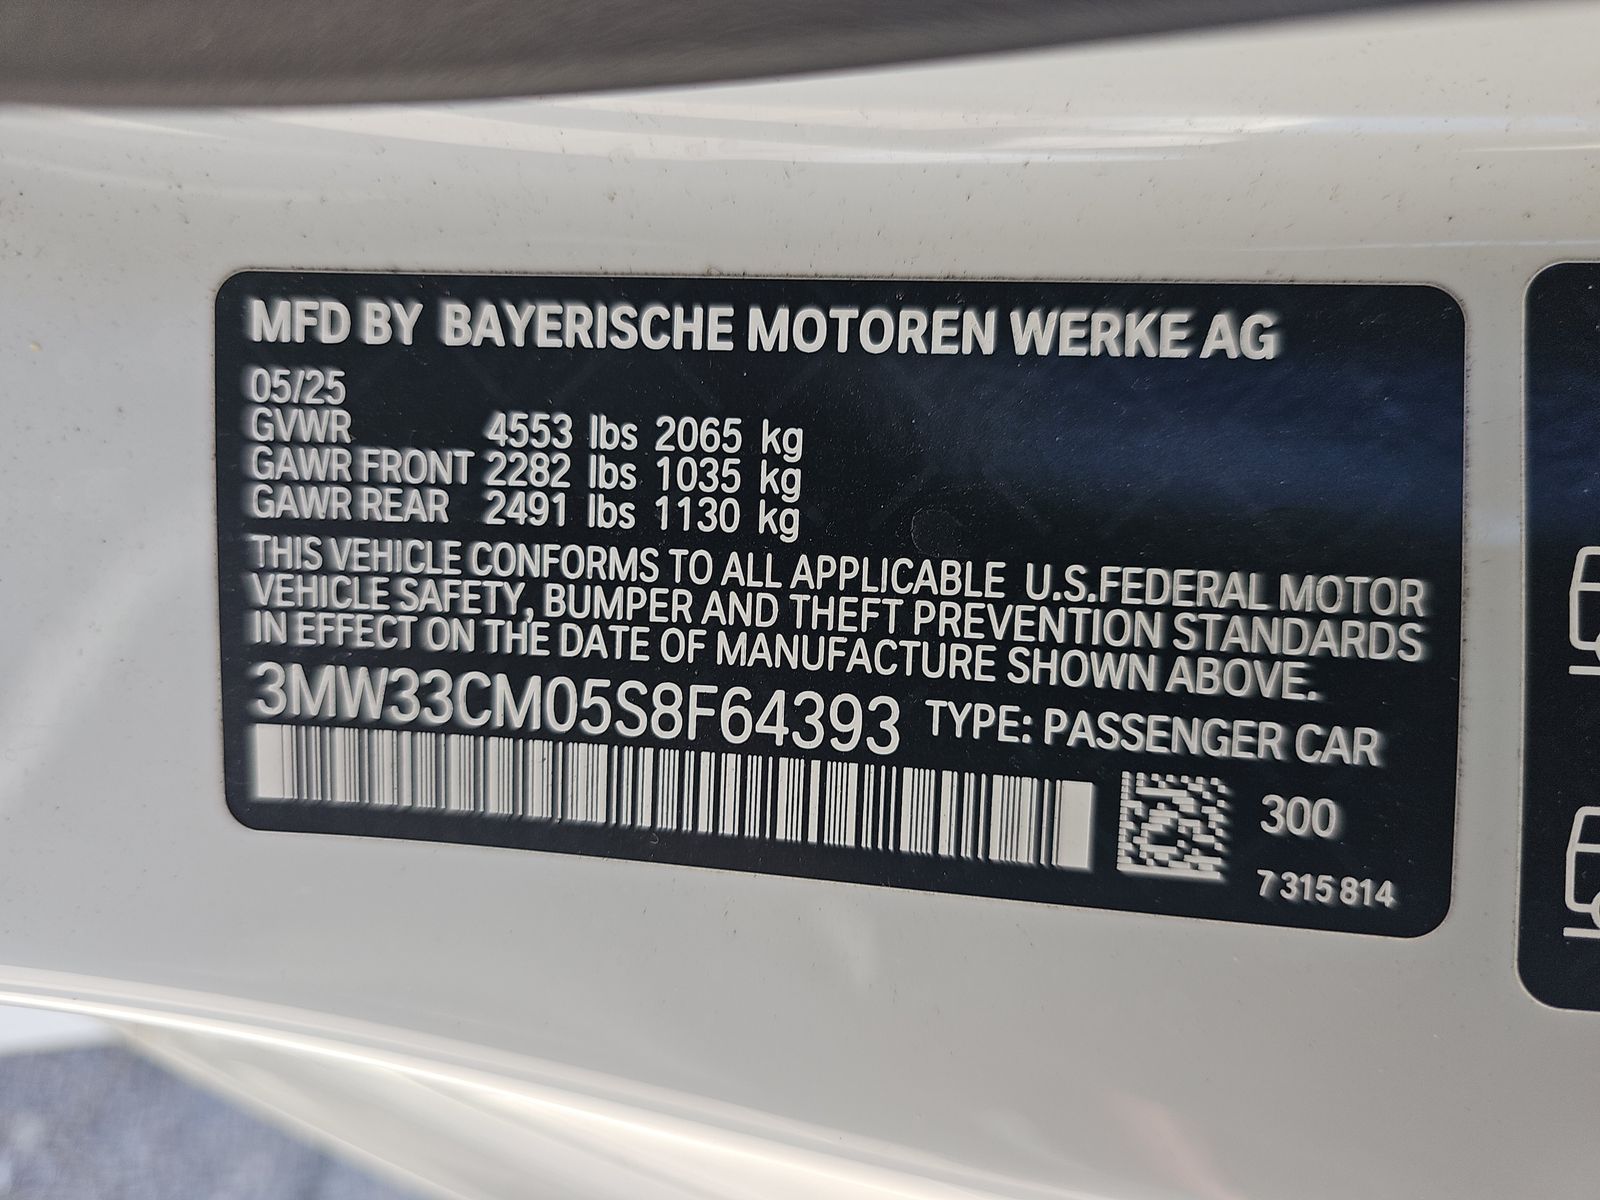 MFD BY BAYERISCHE MOTOREN WERKE AG
05/25
GVWR 4553 lbs 2065 kg
GAWR FRONT 2282 lbs 1035 kg
GAWR REAR 2491 lbs 1130 kg
THIS VEHICLE CONFORMS TO ALL APPLICABLE U.S.FEDERAL MOTOR
VEHICLE SAFETY, BUMPER AND THEFT PREVENTION STANDARDS
IN EFFECT ON THE DATE OF MANUFACTURE SHOWN ABOVE.
3MW33CM05S8F64393 TYPE: PASSENGER CAR
300
7 315 814